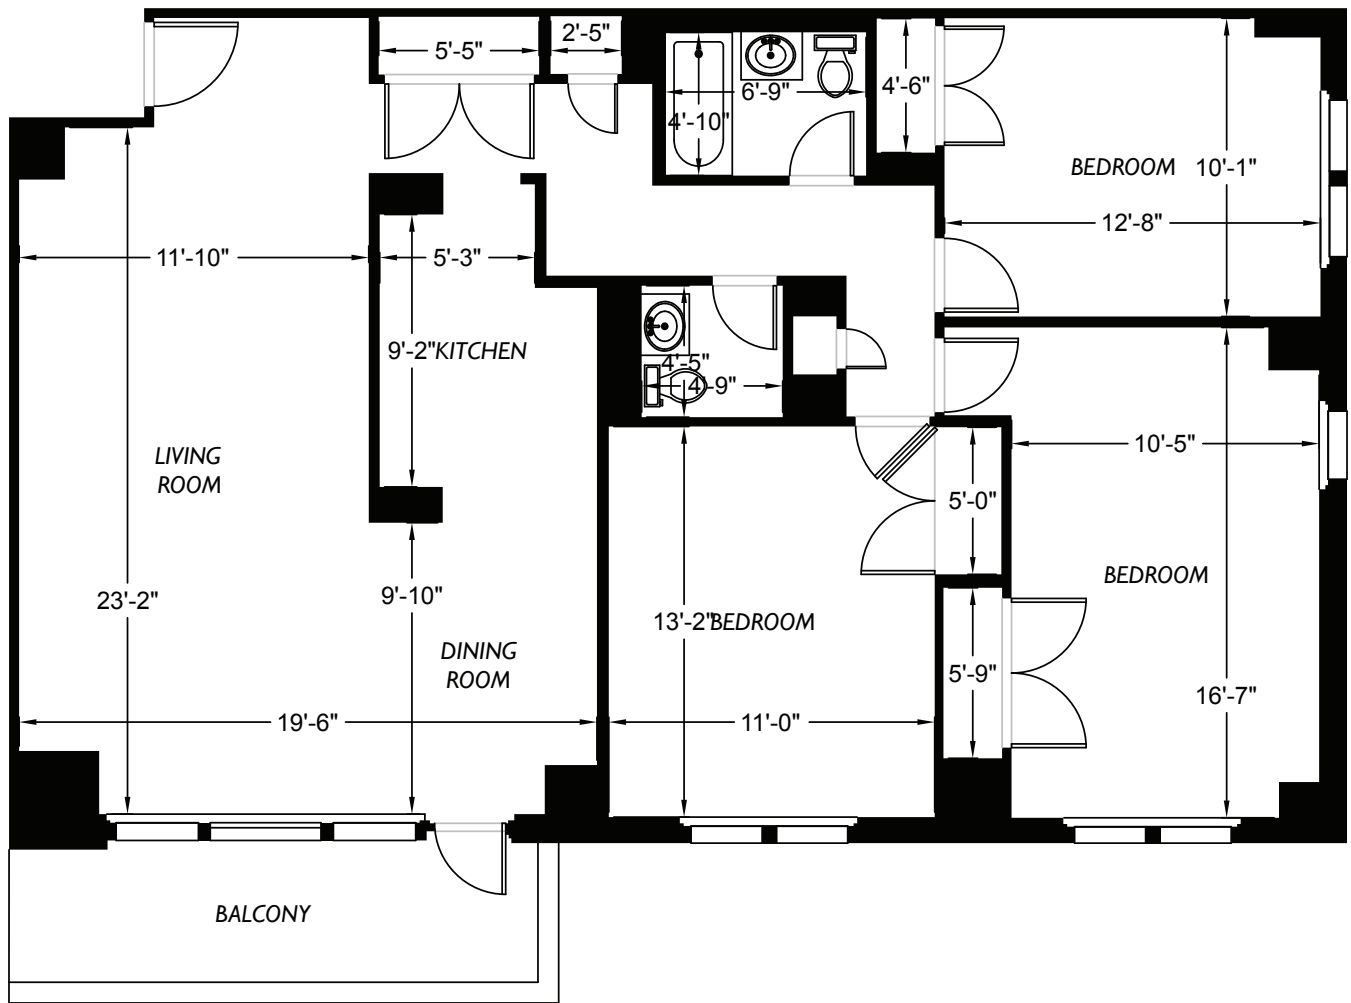 5'-5"
2'-5"
6'-9"
4'-10"
4'-6"
BEDROOM
10'-1"
12'-8"
11'-10"
5'-3"
9'-2"
KITCHEN
4'-5"
4'-9"
LIVING
ROOM
10'-5"
5'-0"
BEDROOM
23'-2"
9'-10"
13'-2"
BEDROOM
DINING
ROOM
5'-9"
16'-7"
19'-6"
11'-0"
BALCONY